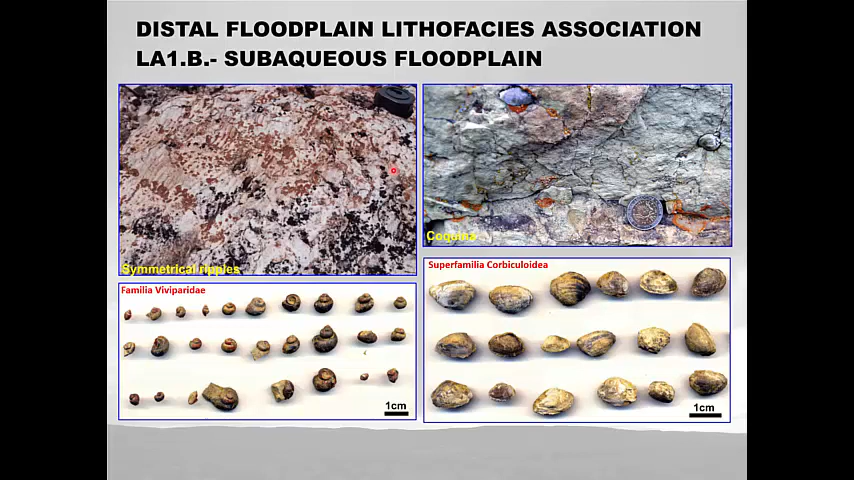 DISTAL FLOODPLAIN LITHOFACIES ASSOCIATION
LA1.B.- SUBAQUEOUS FLOODPLAIN
Symmetrical ripples
Coquina
Familia Viviparidae
1cm
Superfamilia Corbiculoidea
1cm